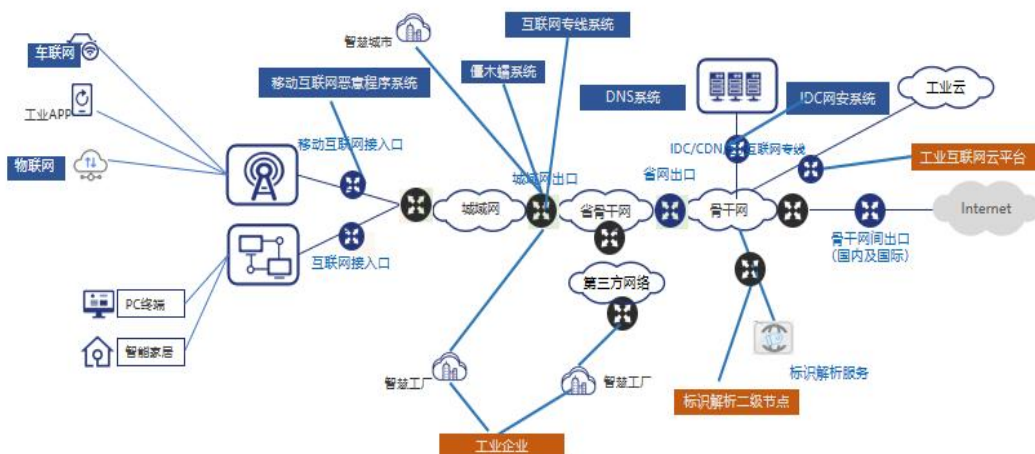 车联网
工业APP
物联网
PC终端
智能家居
移动互联网恶意程序系统
移动互联网接入口
互联网接入口
智慧城市
僵木蠕系统
互联网专线系统
城域网
城域网出口
省骨干网
省网出口
骨干网
第三方网络
智慧工厂
智慧工厂
工业企业
DNS系统
IDC网安系统
IDC/CDN
互联网专线
工业云
工业互联网云平台
Internet
骨干网间出口
(国内及国际)
标识解析服务
标识解析二级节点